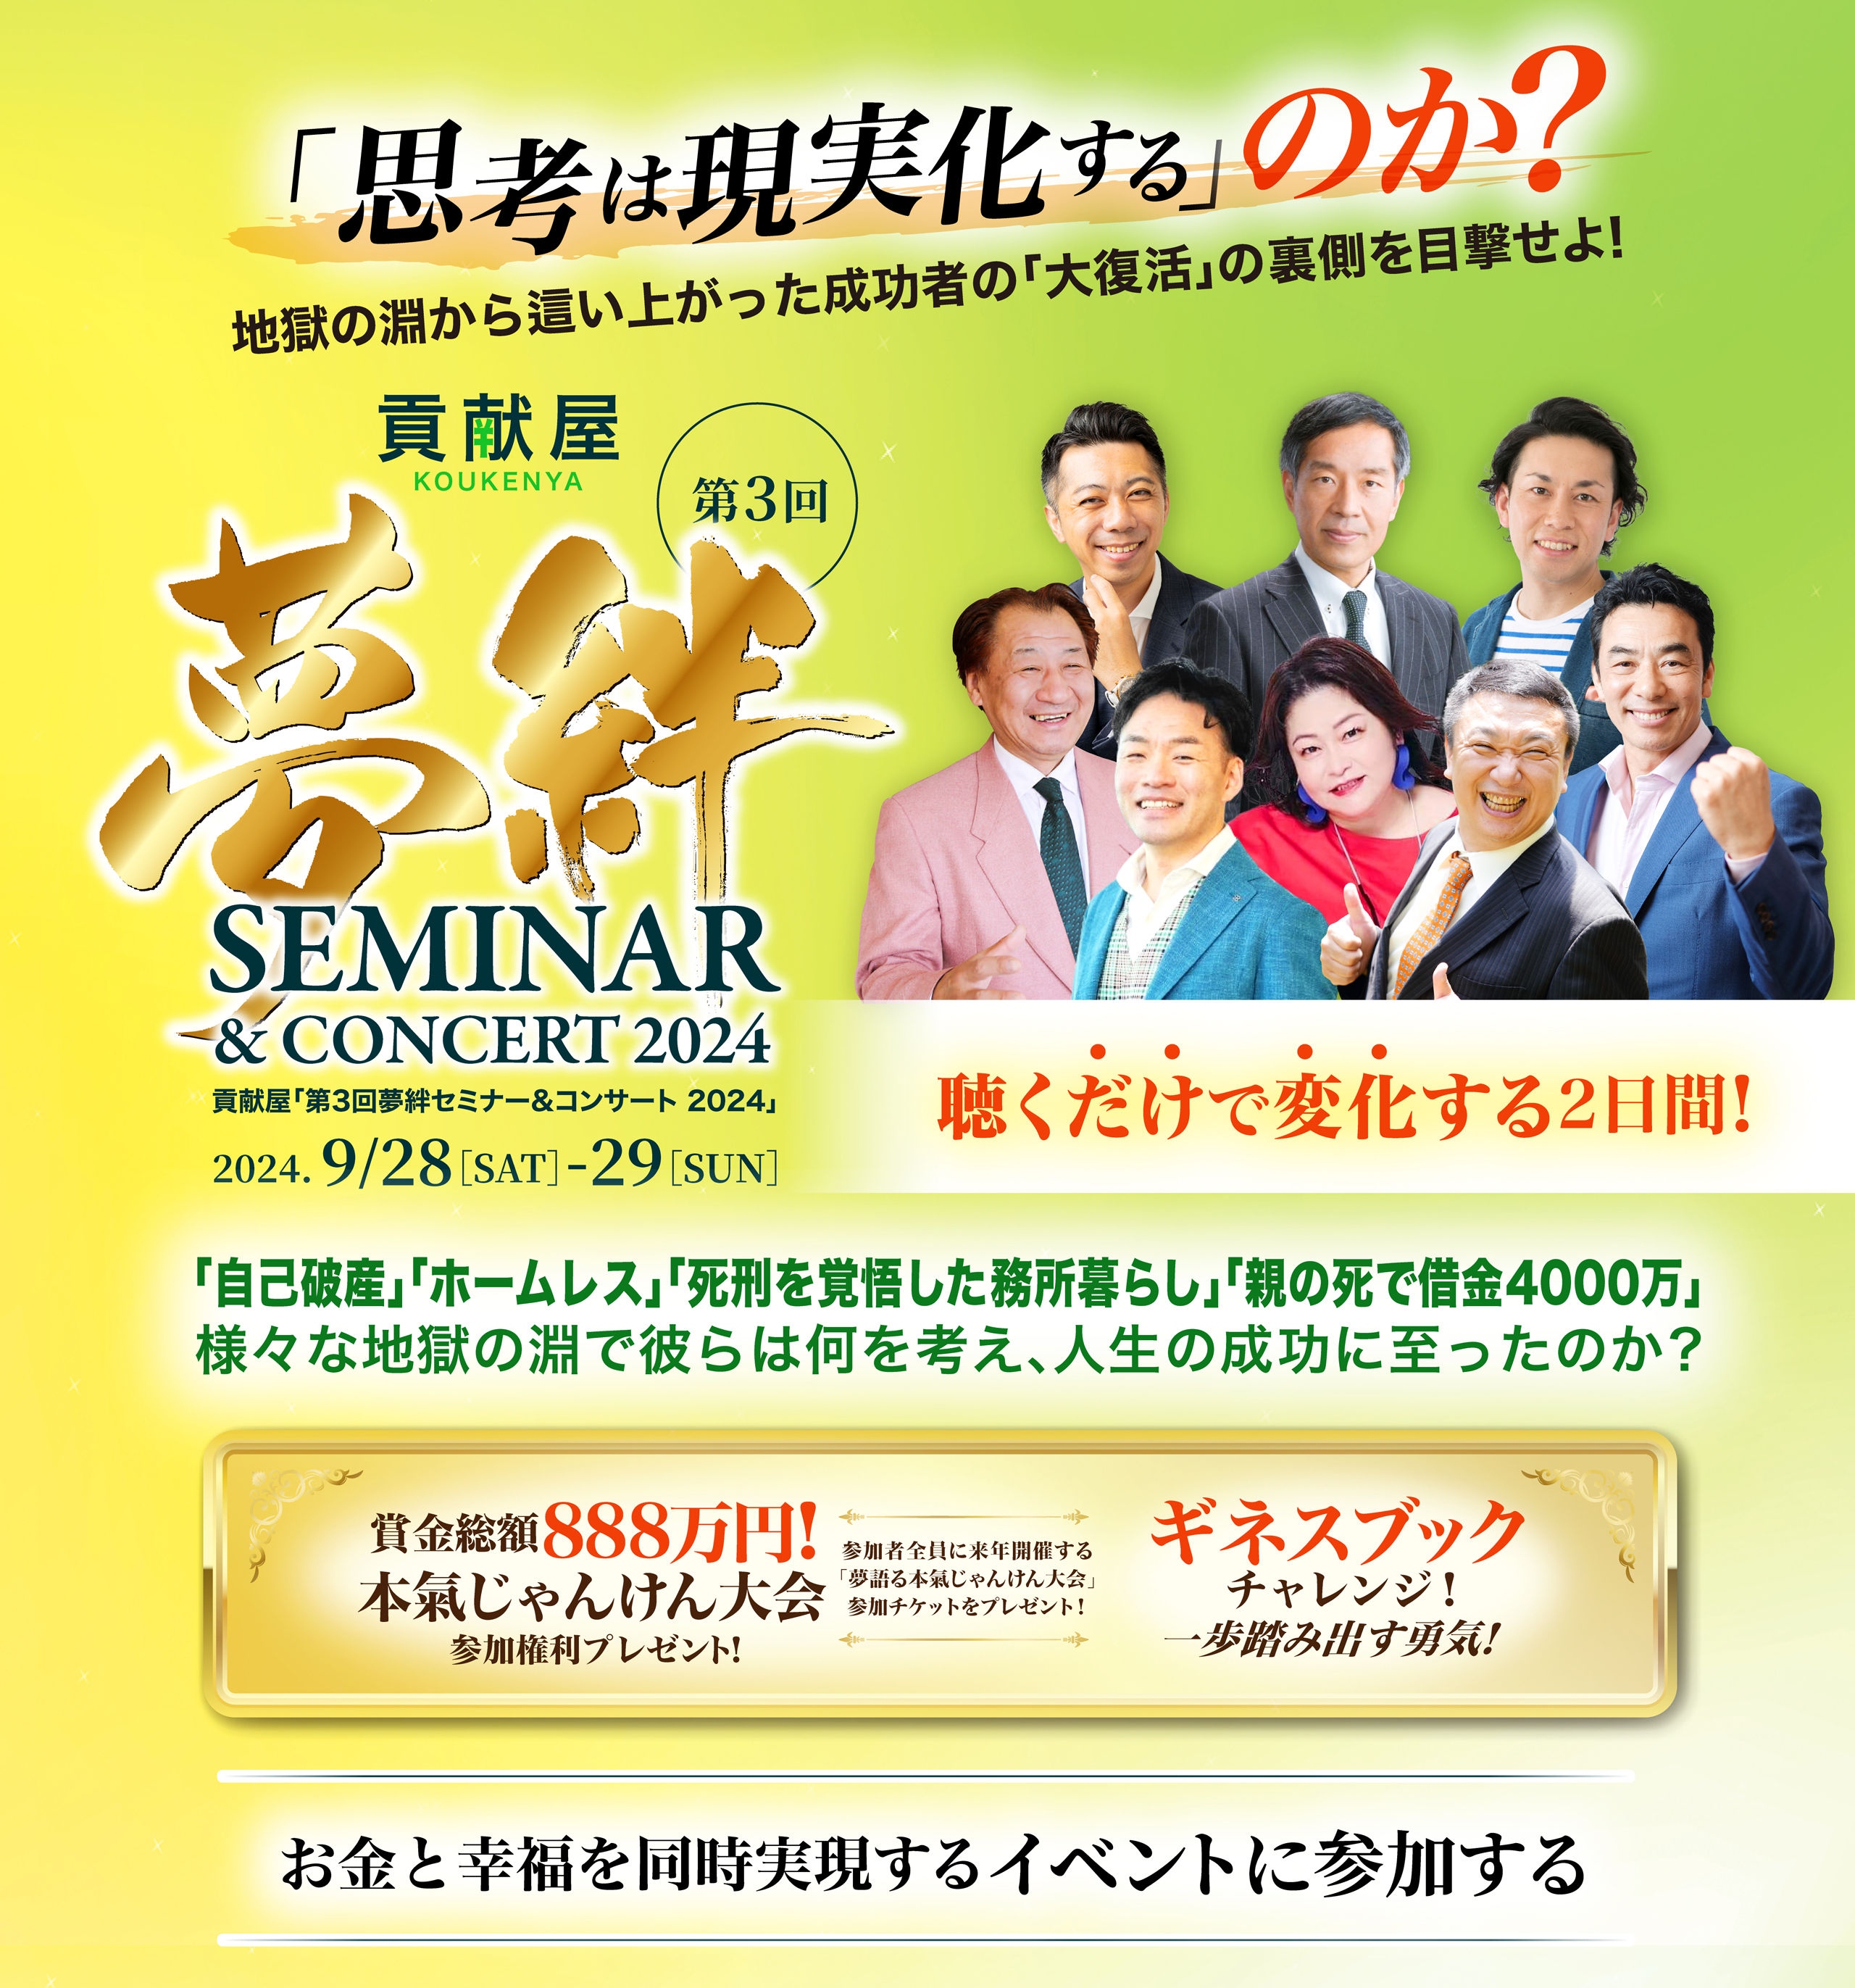 「思考は現実化する」のか?
地獄の淵から這い上がった成功者の「大復活」の裏側を目撃せよ!
貢献屋
KOUKENYA
第3回
夢絆
SEMINAR
& CONCERT 2024
貢献屋「第3回夢絆セミナー&コンサート 2024」
2024. 9/28[SAT]-29[SUN]
聴くだけで変化する2日間!
「自己破産」「ホームレス」「死刑を覚悟した務所暮らし」「親の死で借金4000万」
様々な地獄の淵で彼らは何を考え、人生の成功に至ったのか?
賞金総額888万円!
本氣じゃんけん大会
参加権利プレゼント!
参加者全員に来年開催する
「夢語る本氣じゃんけん大会」
参加チケットをプレゼント!
ギネスブック
チャレンジ!
一歩踏み出す勇気!
お金と幸福を同時実現するイベントに参加する